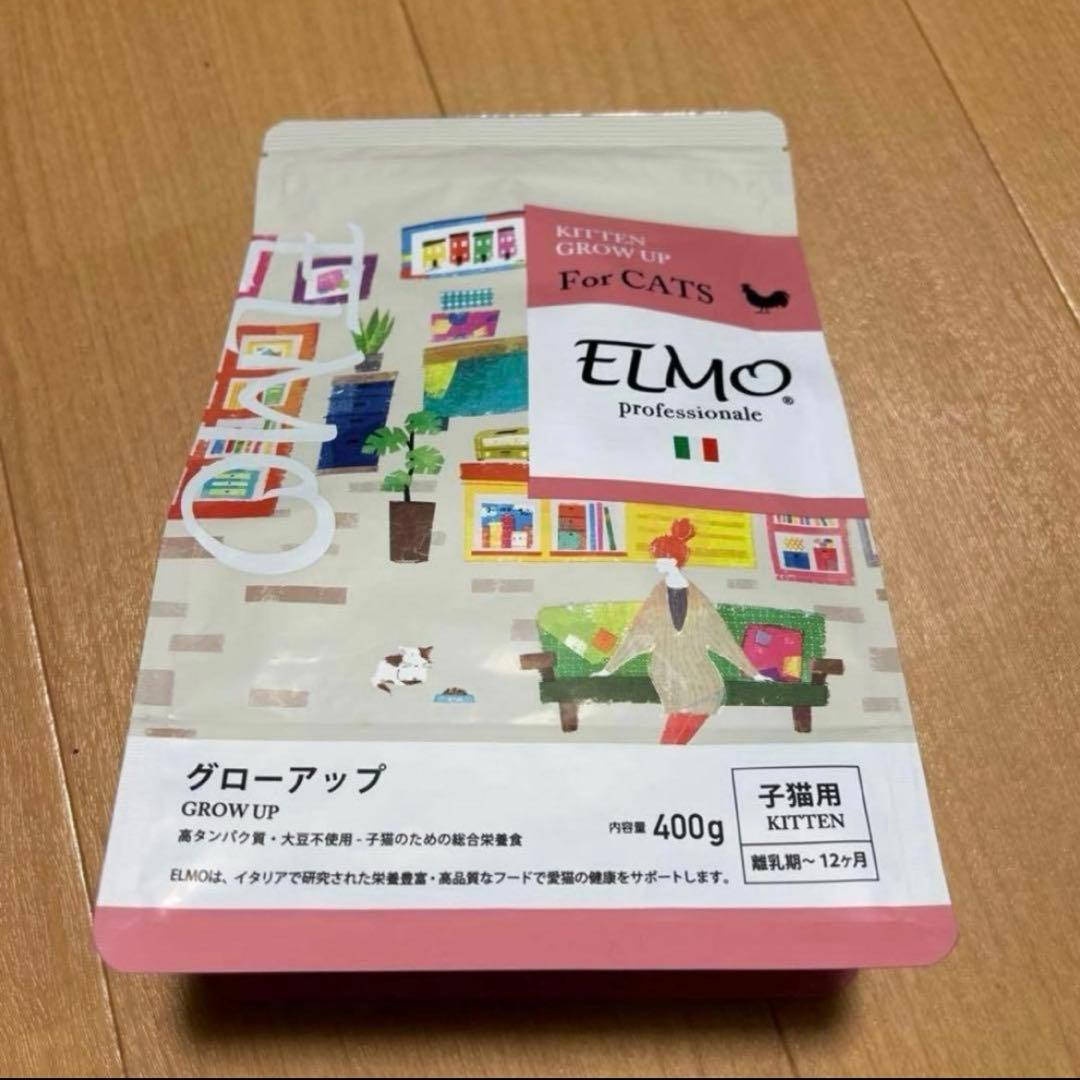 KITTEN
GROW UP
For CATS
ELMO®
professionale
ELMO
グローアップ
GROW UP
高タンパク質・大豆不使用 - 子猫のための総合栄養食
内容量 400g
子猫用
KITTEN
離乳期〜12ヶ月
ELMOは、イタリアで研究された栄養豊富・高品質なフードで愛猫の健康をサポートします。